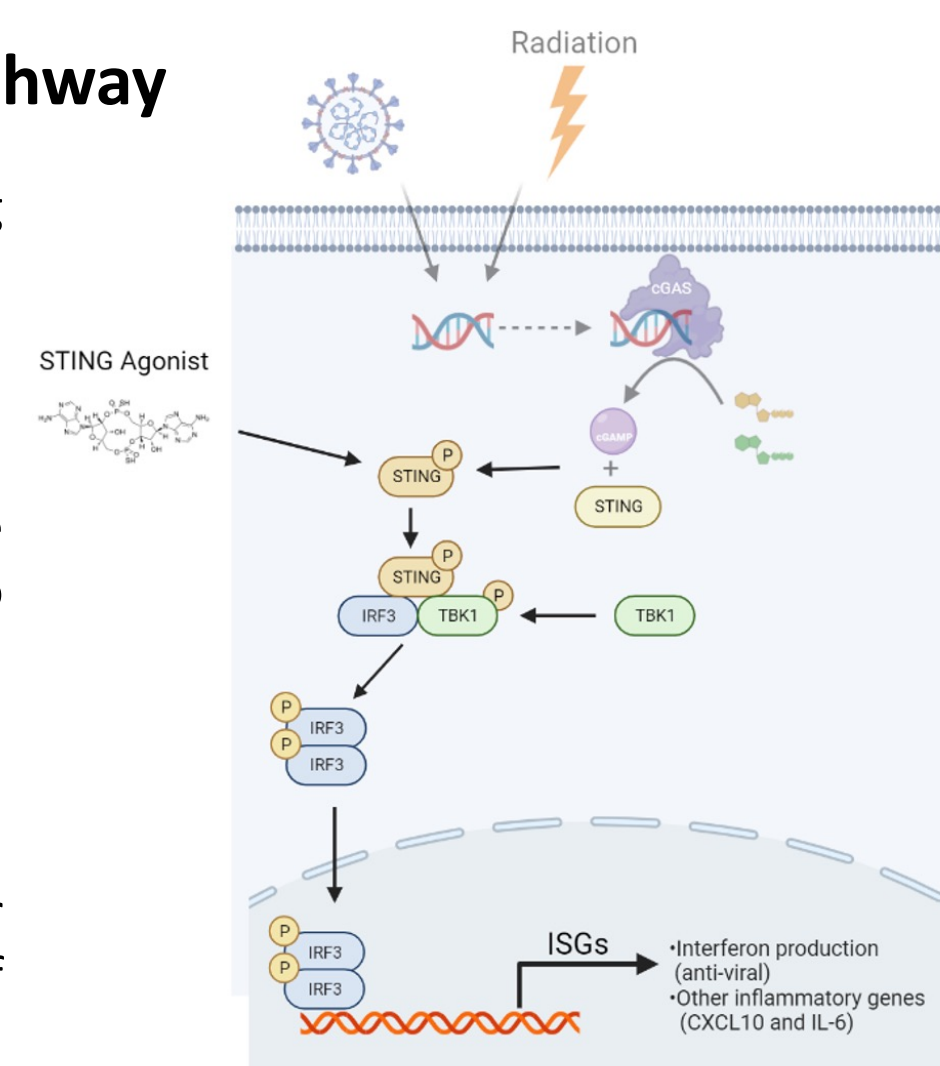 hway
Radiation
cGAS
STING Agonist
cGAMP
+
STING
P
STING
P
STING
P
IRF3
TBK1
TBK1
P
IRF3
P
IRF3
P
IRF3
P
IRF3
ISGs
•Interferon production
(anti-viral)
•Other inflammatory genes
(CXCL10 and IL-6)